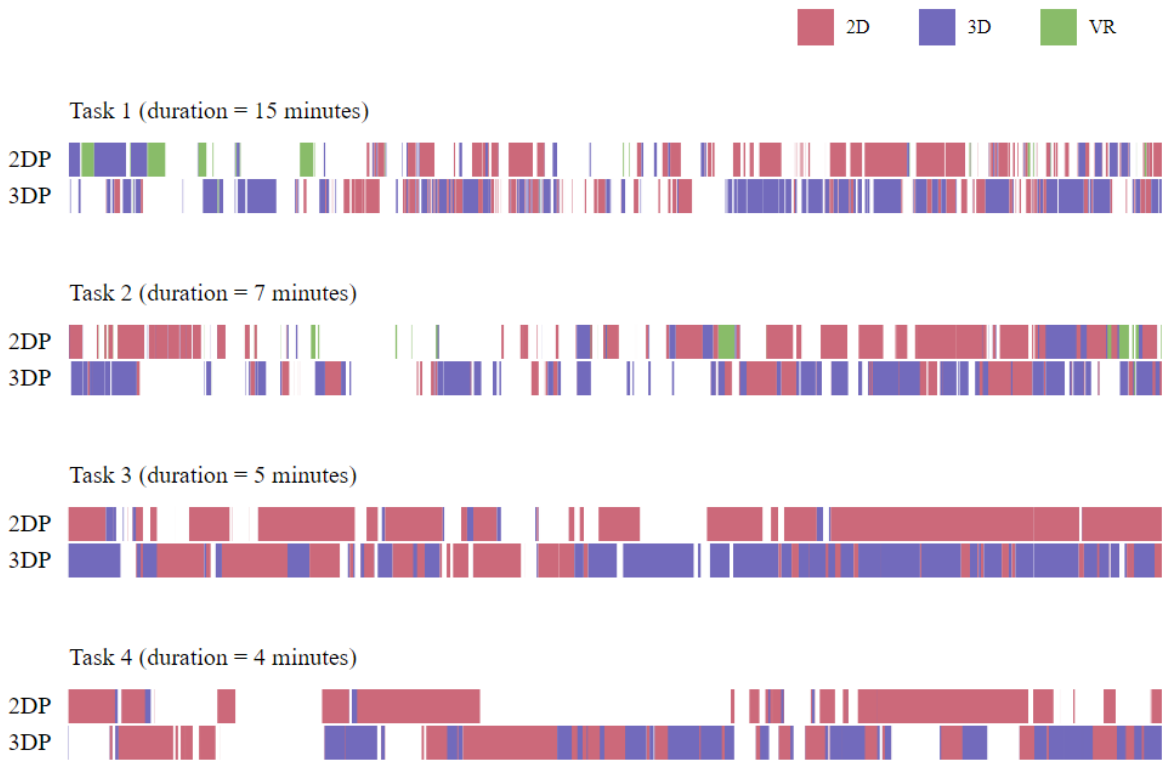 2D 3D VR
Task 1 (duration = 15 minutes)
2DP
3DP
Task 2 (duration = 7 minutes)
2DP
3DP
Task 3 (duration = 5 minutes)
2DP
3DP
Task 4 (duration = 4 minutes)
2DP
3DP